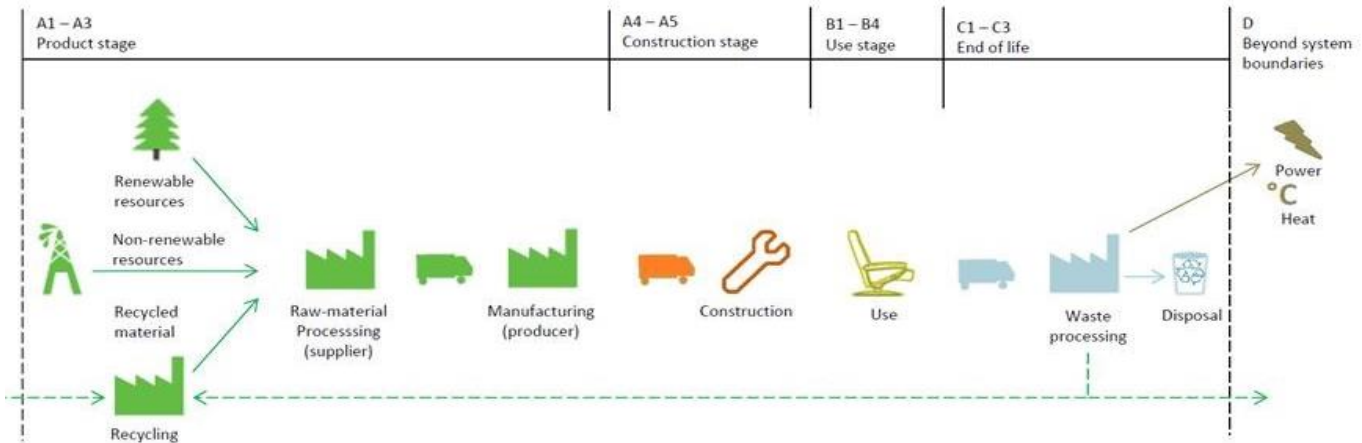 A1 – A3
Product stage
A4 – A5
Construction stage
B1 – B4
Use stage
C1 – C3
End of life
D
Beyond system
boundaries
Renewable
resources
Non-renewable
resources
Recycled
material
Recycling
Raw-material
Processsing
(supplier)
Manufacturing
(producer)
Construction
Use
Waste
processing
Disposal
Power
°C
Heat